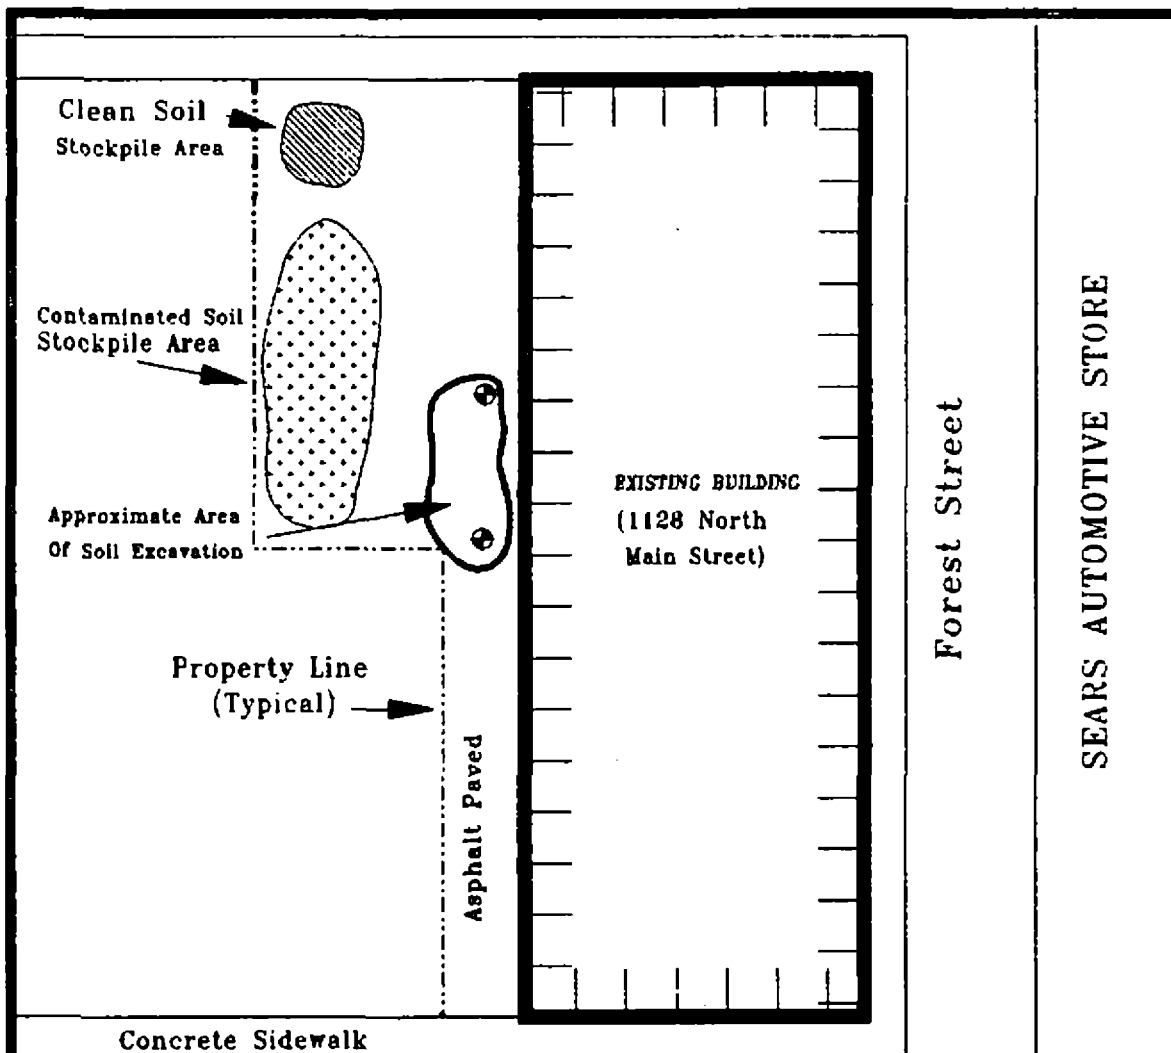 Clean Soil
Stockpile Area
Contaminated Soil
Stockpile Area
Approximate Area
Of Soil Excavation
Property Line
(Typical)
Asphalt Paved
EXISTING BUILDING
(1128 North
Main Street)
Forest Street
SEARS AUTOMOTIVE STORE
Concrete Sidewalk